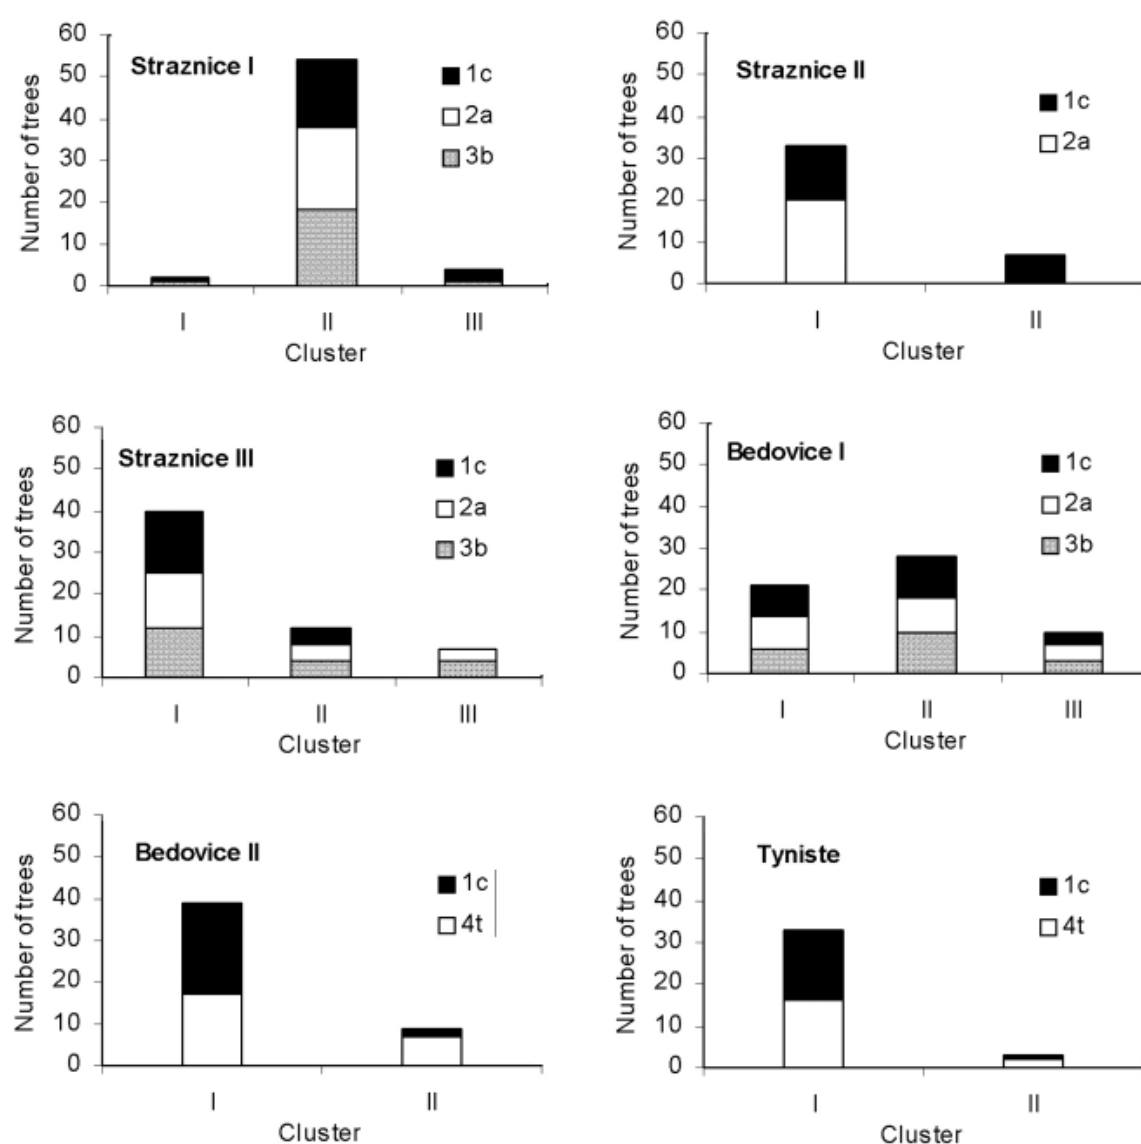 Straznice I
Number of trees
60
50
40
30
20
10
0
1c
2a
3b
I II III
Cluster
Straznice II
Number of trees
60
50
40
30
20
10
0
1c
2a
I II
Cluster
Straznice III
Number of trees
60
50
40
30
20
10
0
1c
2a
3b
I II III
Cluster
Bedovice I
Number of trees
60
50
40
30
20
10
0
1c
2a
3b
I II III
Cluster
Bedovice II
Number of trees
60
50
40
30
20
10
0
1c
4t
I II
Cluster
Tyniste
Number of trees
60
50
40
30
20
10
0
1c
4t
I II
Cluster